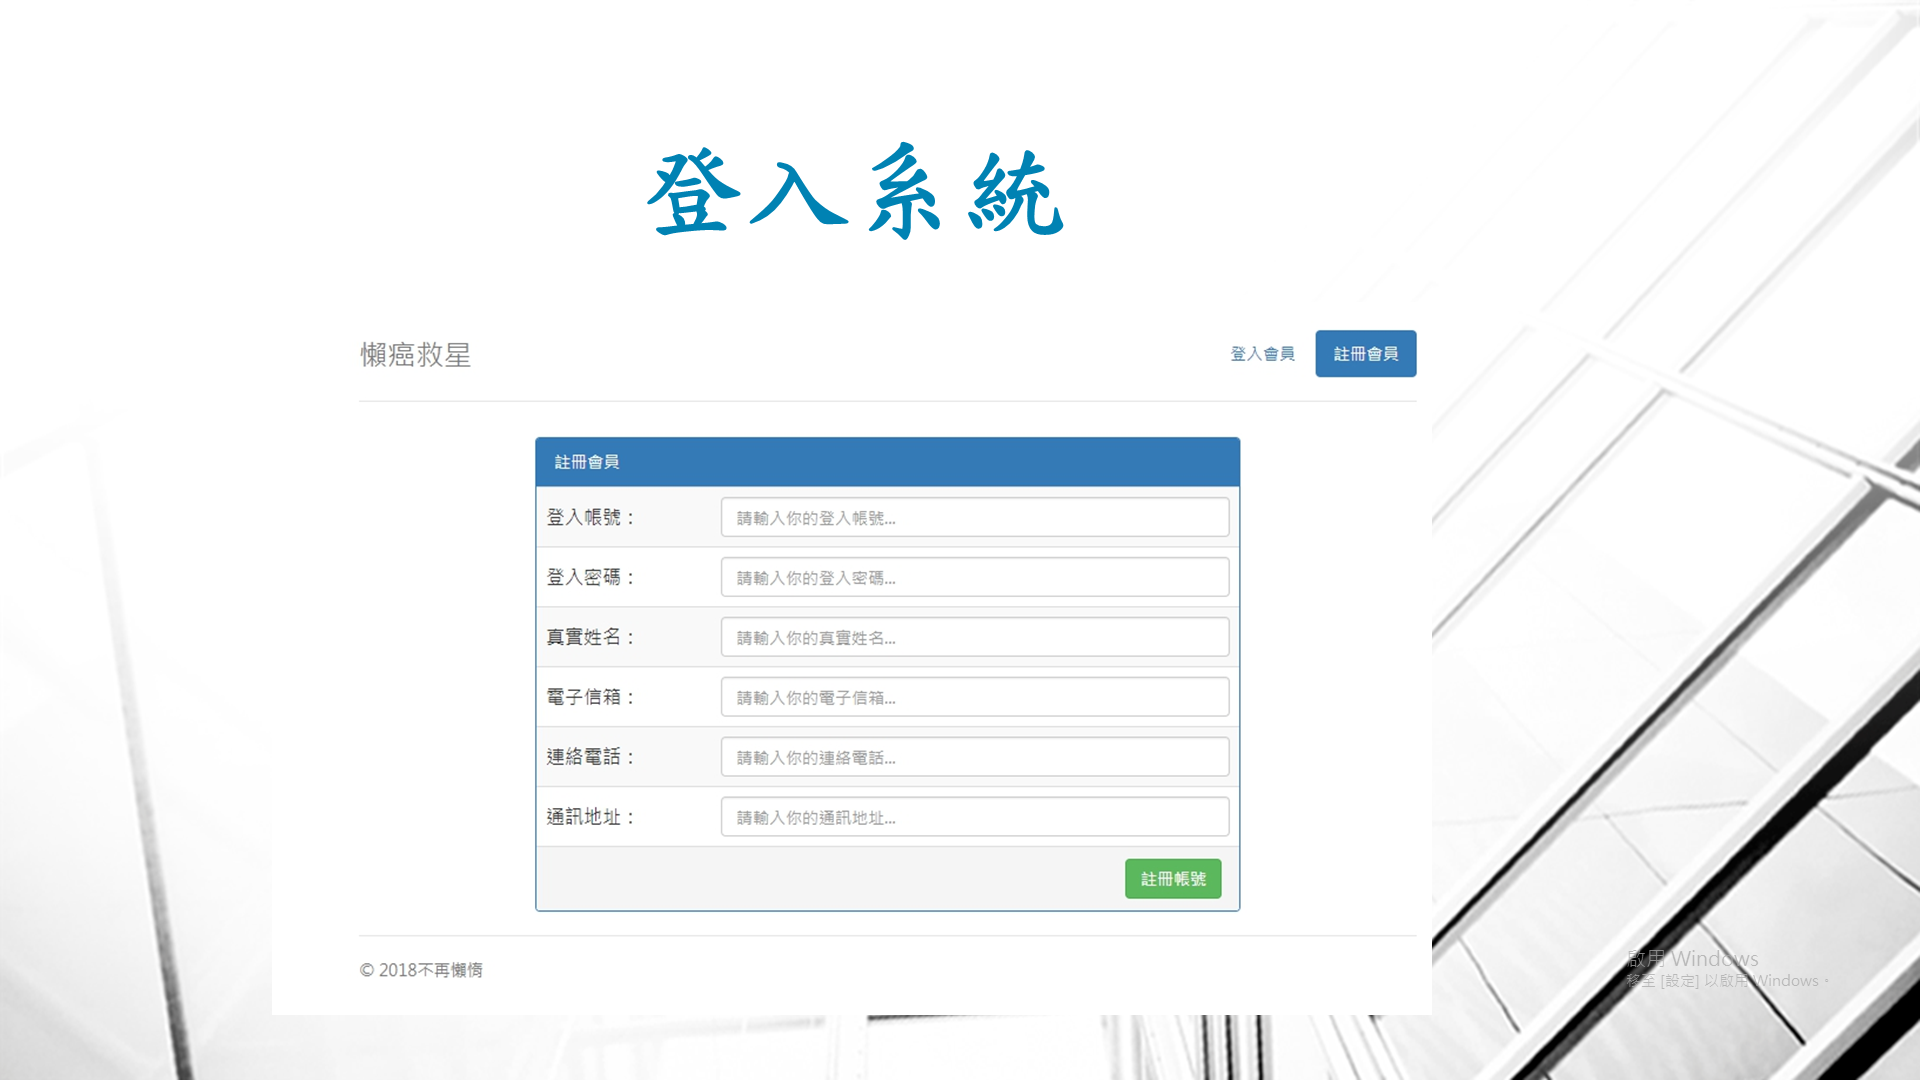 登入系統
懶癌救星
登入會員 註冊會員
註冊會員
登入帳號： 請輸入你的登入帳號...
登入密碼： 請輸入你的登入密碼...
真實姓名： 請輸入你的真實姓名...
電子信箱： 請輸入你的電子信箱...
連絡電話： 請輸入你的連絡電話...
通訊地址： 請輸入你的通訊地址...
註冊帳號
© 2018不再懶惰
啟用 Windows
移至 [設定] 以啟用 Windows。